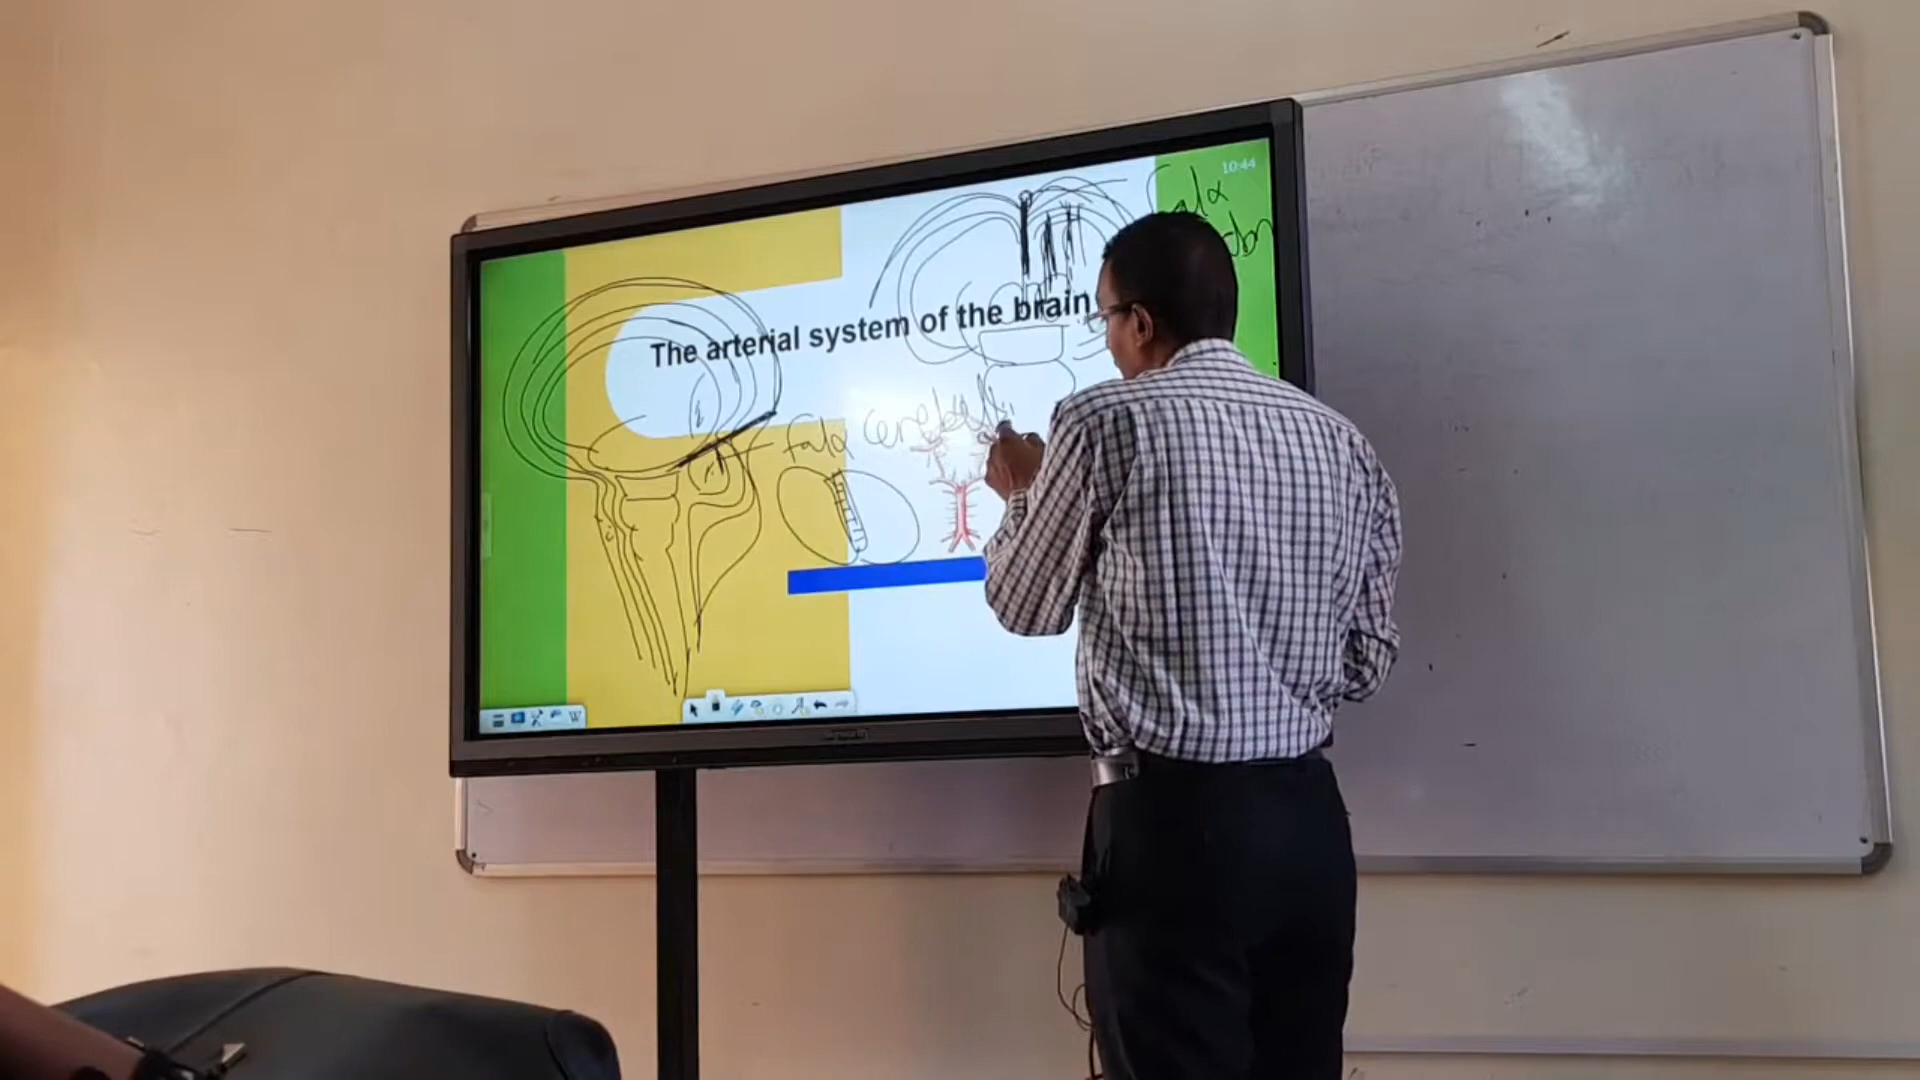 10:44
Falx
The arterial system of the brain
Falx cerebelli
W